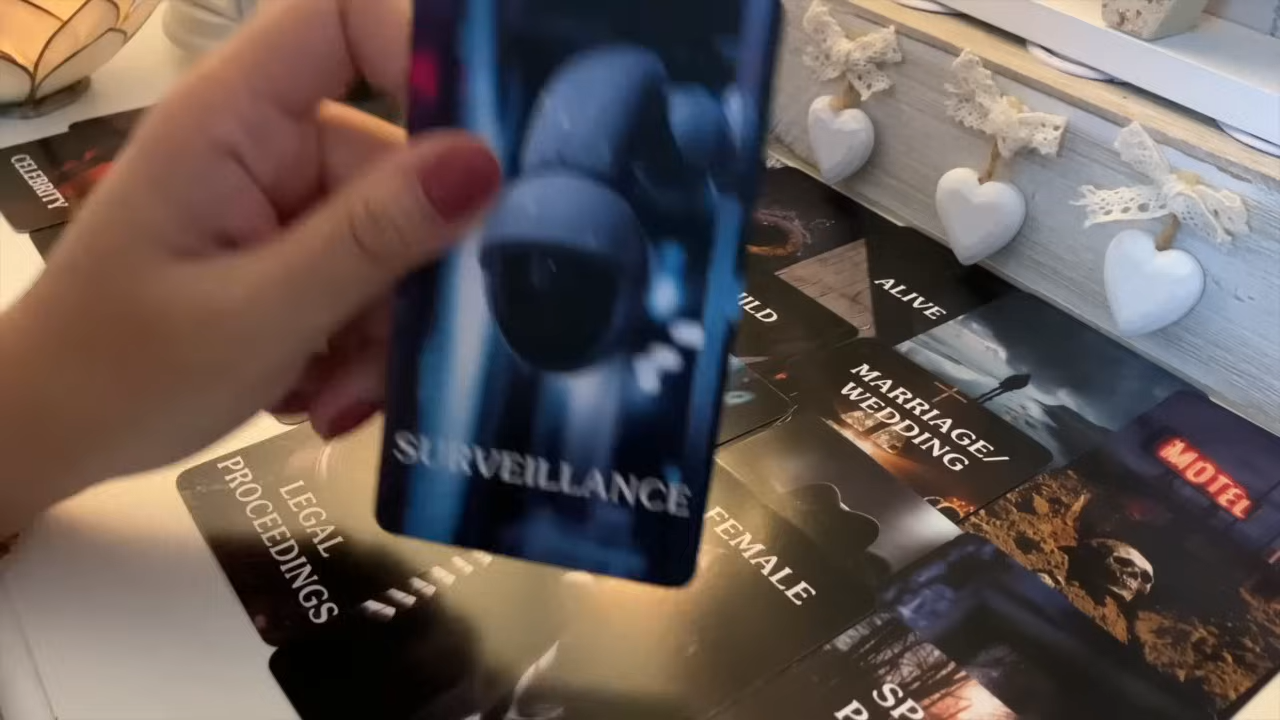 CELEBRITY
SURVEILLANCE
ALIVE
MARRIAGE/
WEDDING
MOTEL
LEGAL
PROCEEDINGS
FEMALE